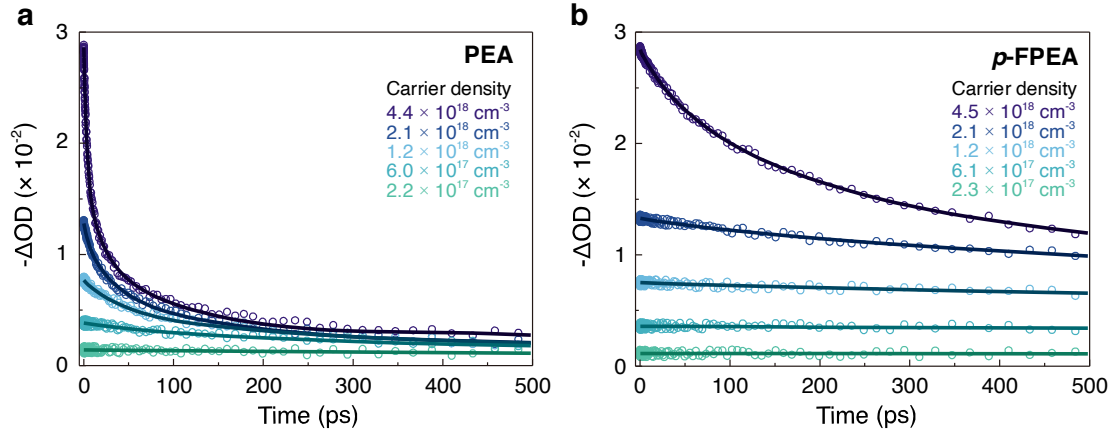 a
PEA
Carrier density
4.4 × 10¹⁸ cm⁻³
2.1 × 10¹⁸ cm⁻³
1.2 × 10¹⁸ cm⁻³
6.0 × 10¹⁷ cm⁻³
2.2 × 10¹⁷ cm⁻³
3
2
1
0
-ΔOD (× 10⁻²)
0 100 200 300 400 500
Time (ps)
b
p-FPEA
Carrier density
4.5 × 10¹⁸ cm⁻³
2.1 × 10¹⁸ cm⁻³
1.2 × 10¹⁸ cm⁻³
6.1 × 10¹⁷ cm⁻³
2.3 × 10¹⁷ cm⁻³
3
2
1
0
-ΔOD (× 10⁻²)
0 100 200 300 400 500
Time (ps)